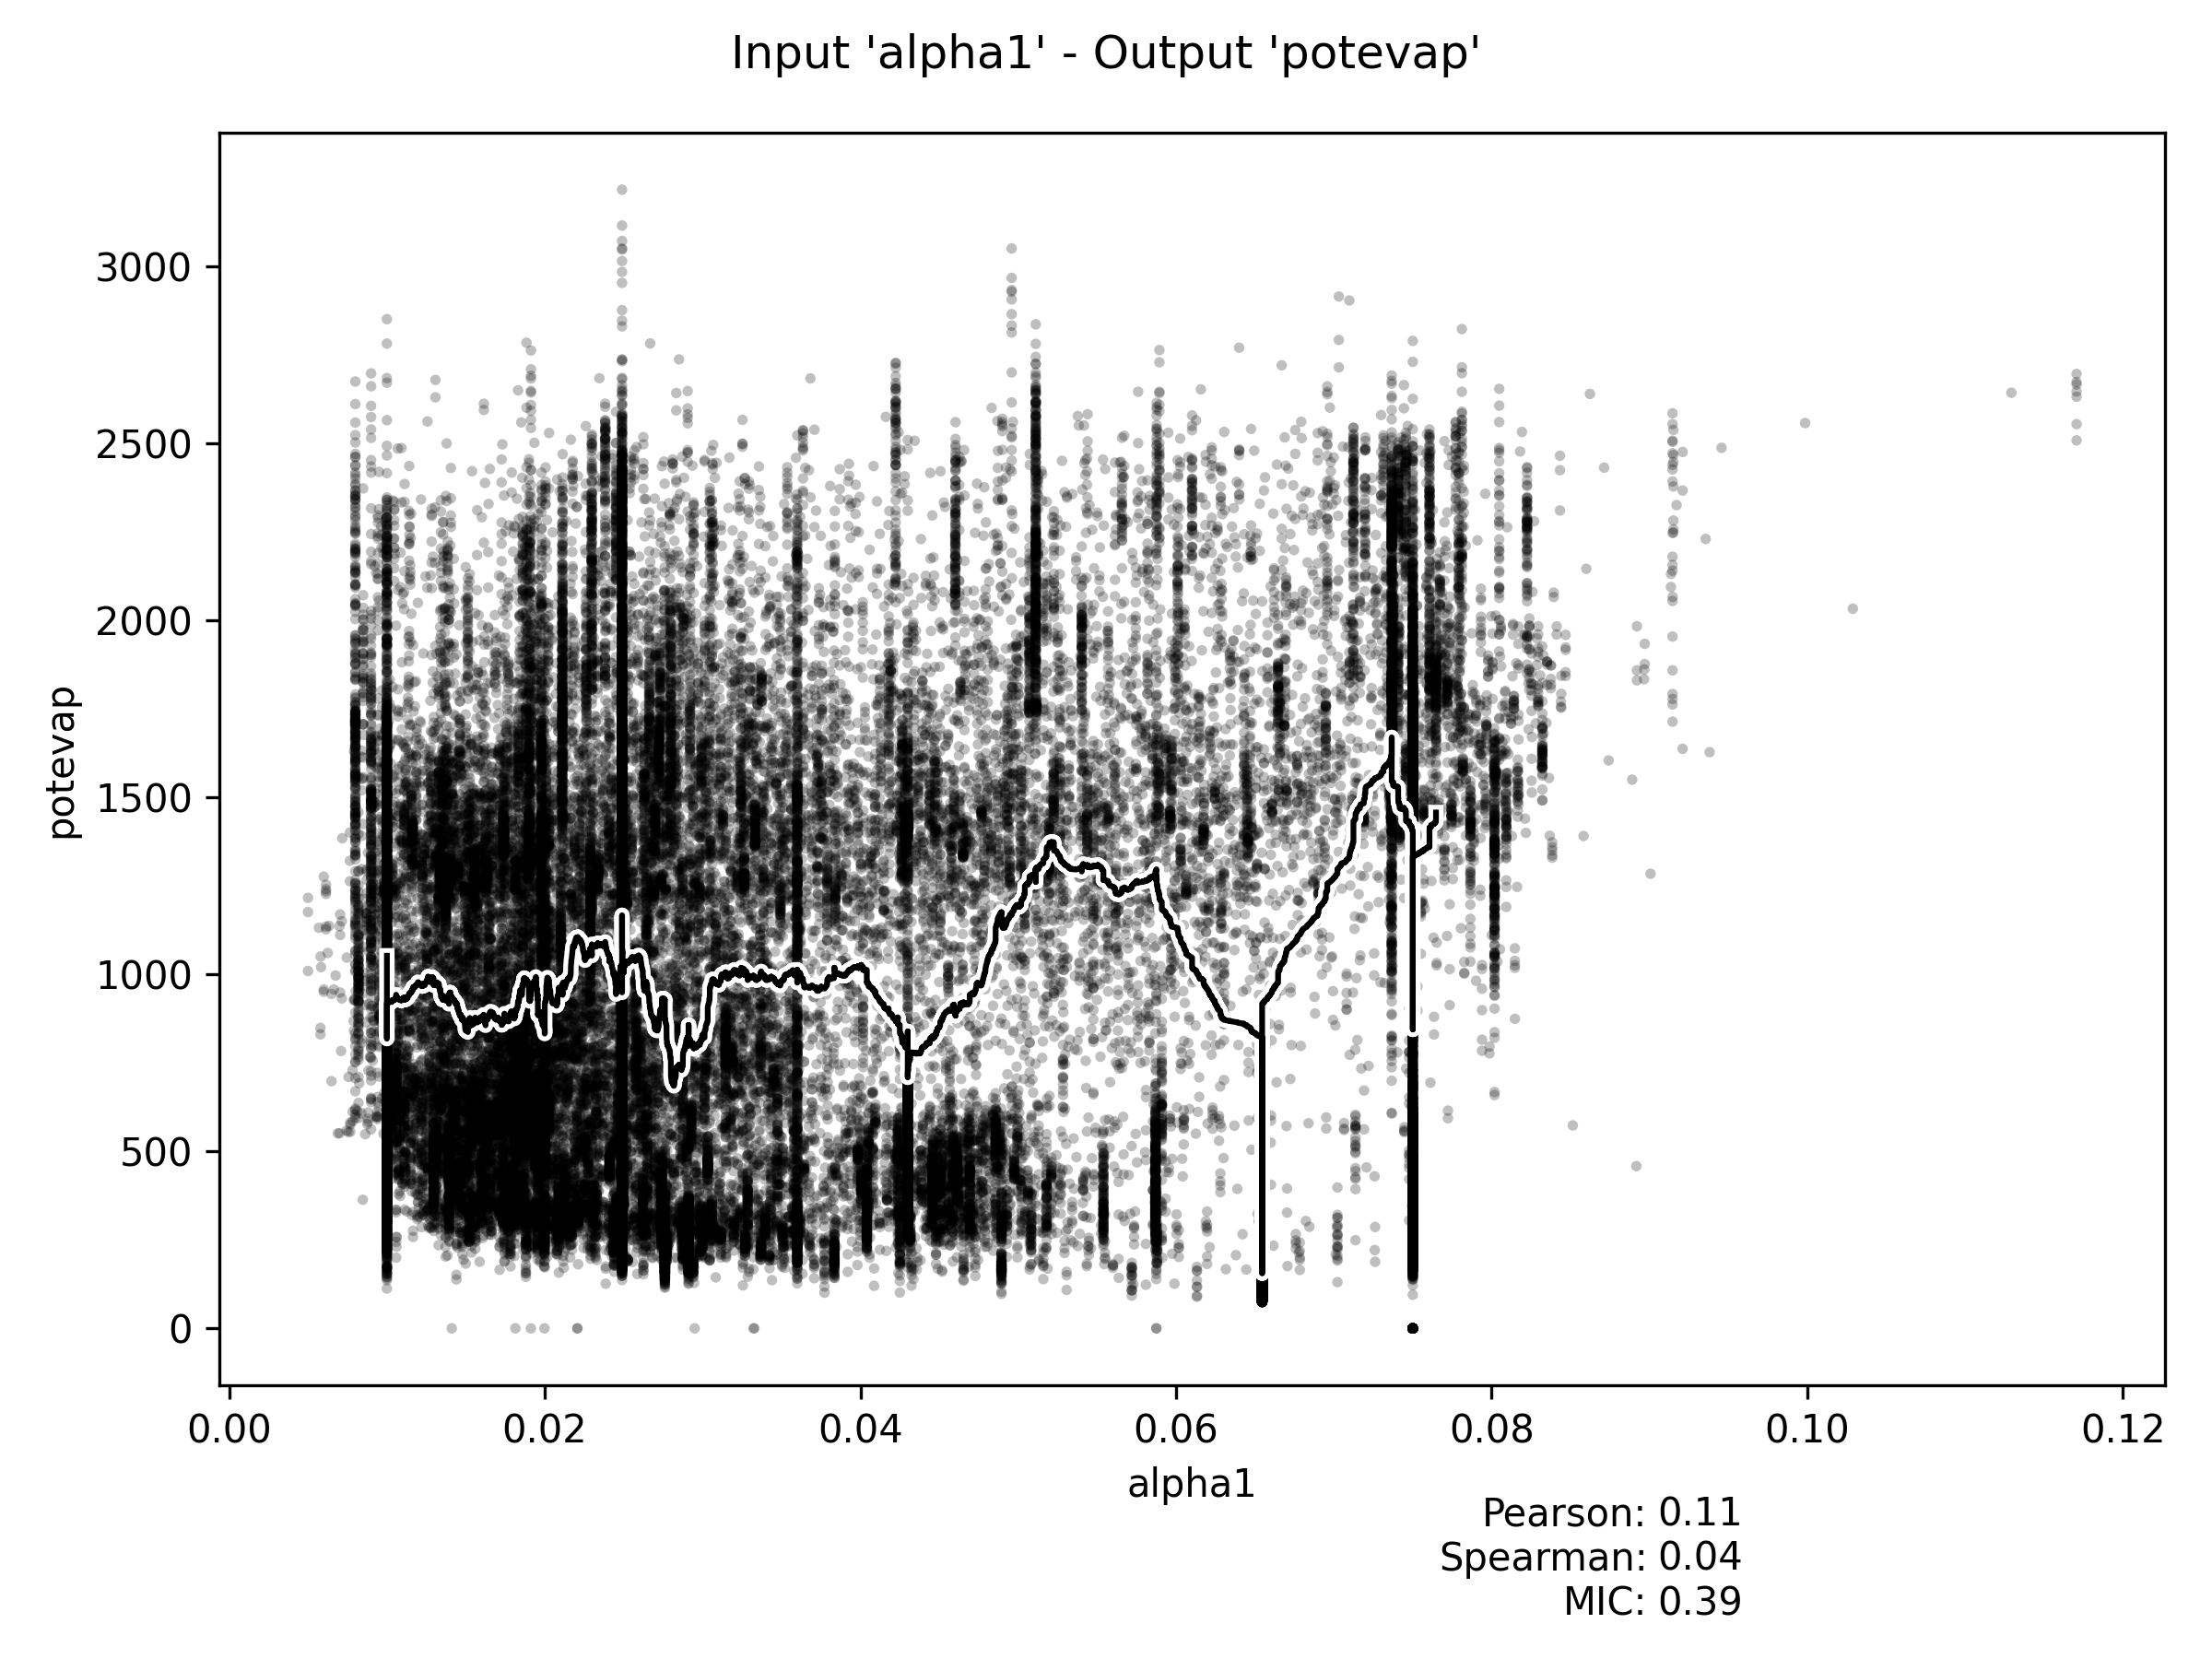 Input 'alpha1' - Output 'potevap'
3000
2500
2000
1500
1000
500
0
potevap
0.00 0.02 0.04 0.06 0.08 0.10 0.12
alpha1
Pearson: 0.11
Spearman: 0.04
MIC: 0.39